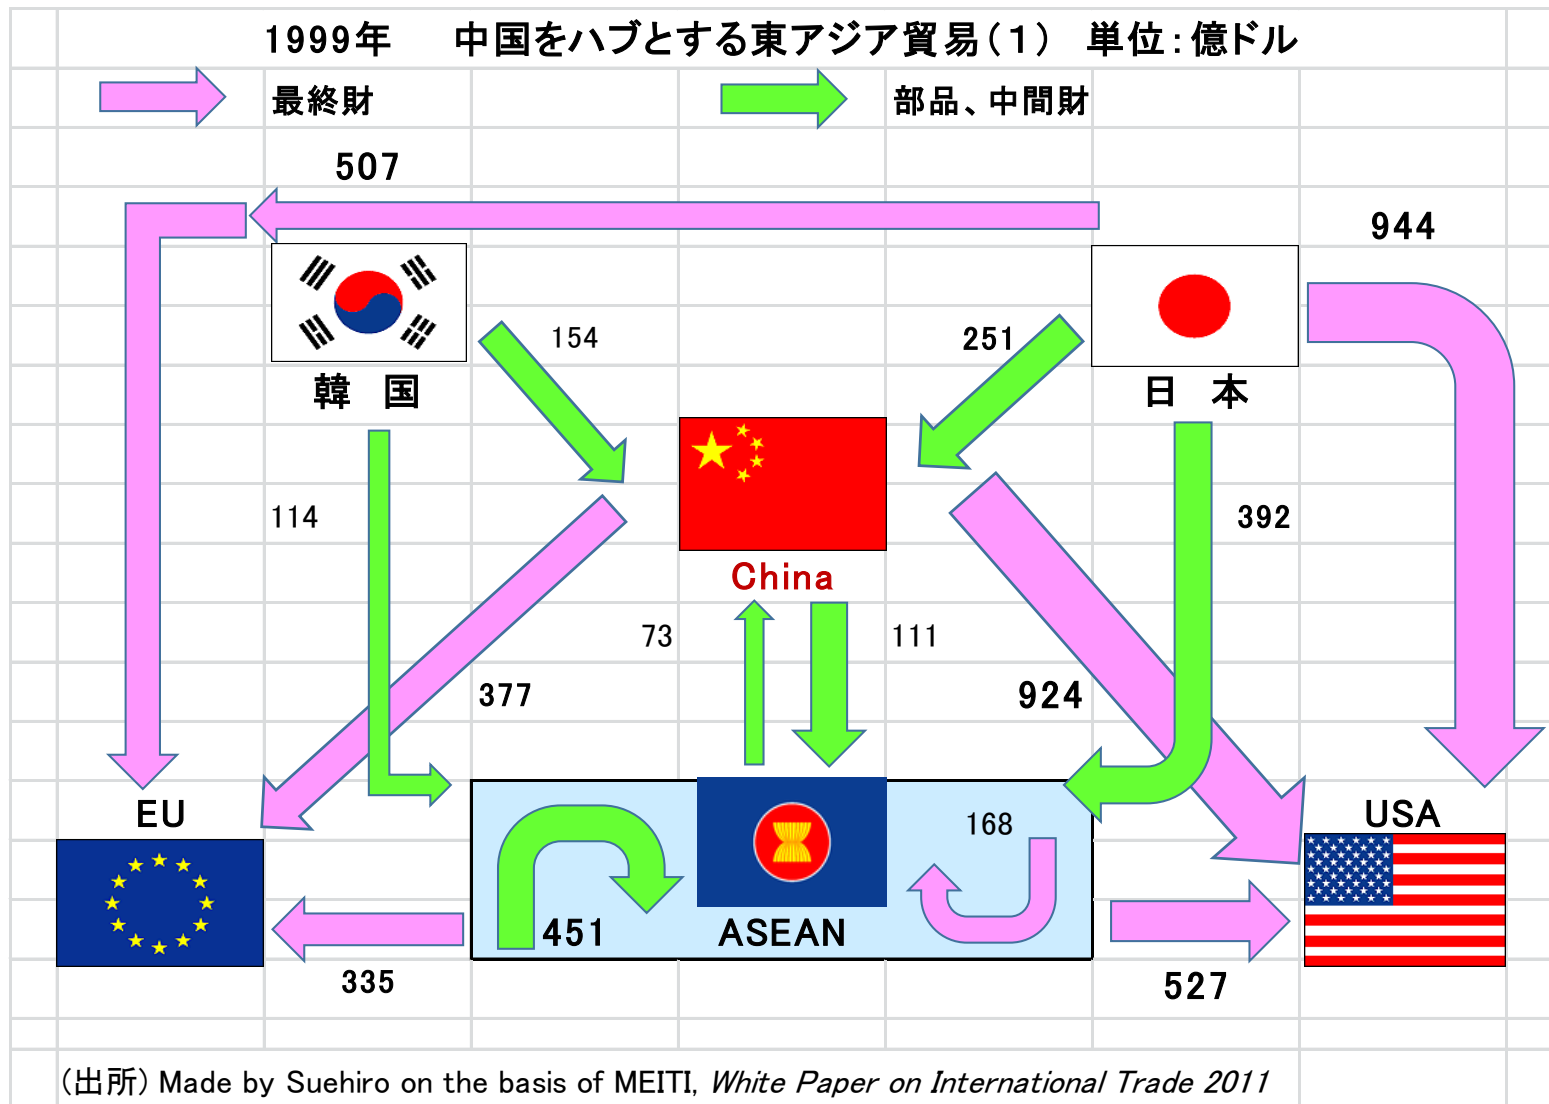 1999年 中国をハブとする東アジア貿易(1) 単位:億ドル
最終財 部品、中間財
507
944
154 251
韓 国 日 本
114 392
China
73 111
377 924
EU USA
168
451 ASEAN
335 527
(出所) Made by Suehiro on the basis of MEITI, White Paper on International Trade 2011